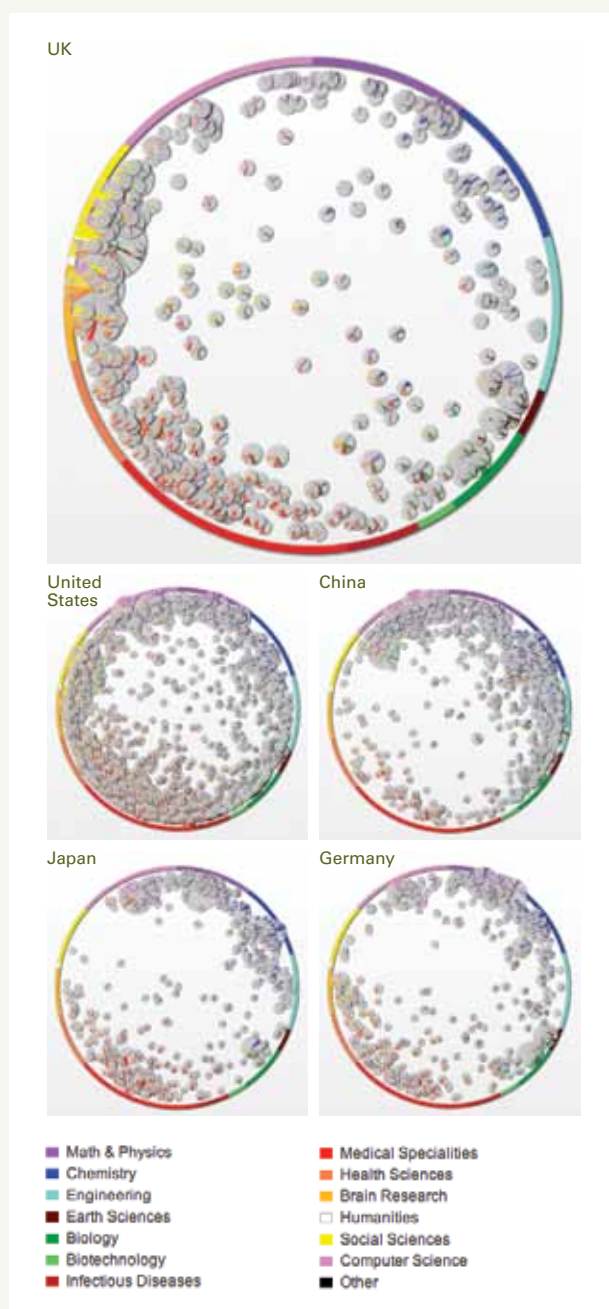 UK
United
States
China
Japan
Germany
Math & Physics
Chemistry
Engineering
Earth Sciences
Biology
Biotechnology
Infectious Diseases
Medical Specialities
Health Sciences
Brain Research
Humanities
Social Sciences
Computer Science
Other